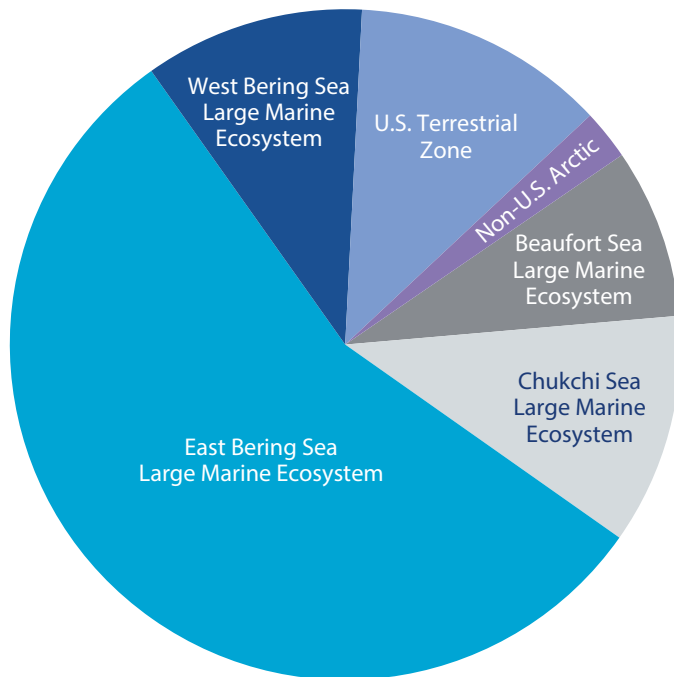 West Bering Sea
Large Marine
Ecosystem
U.S. Terrestrial
Zone
Non-U.S. Arctic
Beaufort Sea
Large Marine
Ecosystem
Chukchi Sea
Large Marine
Ecosystem
East Bering Sea
Large Marine Ecosystem